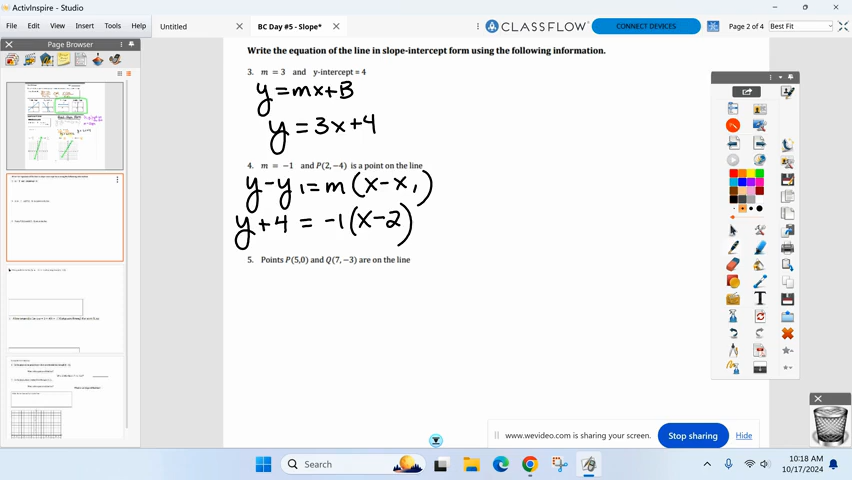 ActivInspire - Studio
File Edit View Insert Tools Help
Untitled
BC Day #5 - Slope*
CLASSFLOW
CONNECT DEVICES
Page 2 of 4
Best Fit
Page Browser
Write the equation of the line in slope-intercept form using the following information.
3. m = 3 and y-intercept = 4
y = mx+B
y = 3x+4
4. m = −1 and P(2, −4) is a point on the line
y-y1 = m (x-x1)
y+4 = -1(x-2)
5. Points P(5,0) and Q(7, −3) are on the line
www.wevideo.com is sharing your screen.
Stop sharing
Hide
Search
10:18 AM
10/17/2024